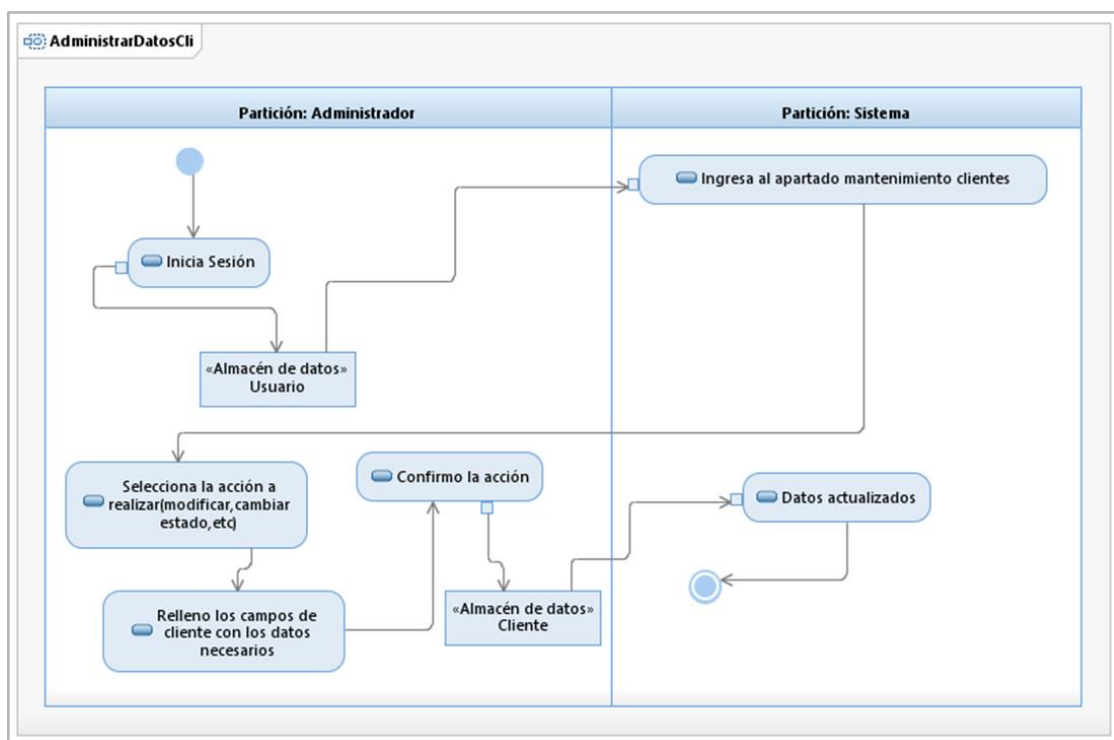 AdministrarDatosCli
Partición: Administrador
Partición: Sistema
Ingresa al apartado mantenimiento clientes
Inicia Sesión
«Almacén de datos»
Usuario
Selecciona la acción a
realizar(modificar,cambiar
estado,etc)
Confirmo la acción
Datos actualizados
Relleno los campos de
cliente con los datos
necesarios
«Almacén de datos»
Cliente